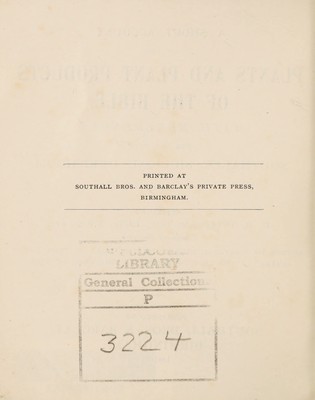 PRINTED AT
SOUTHALL BROS. AND BARCLAY'S PRIVATE PRESS,
BIRMINGHAM.
LIBRARY
General Collection
P
3224